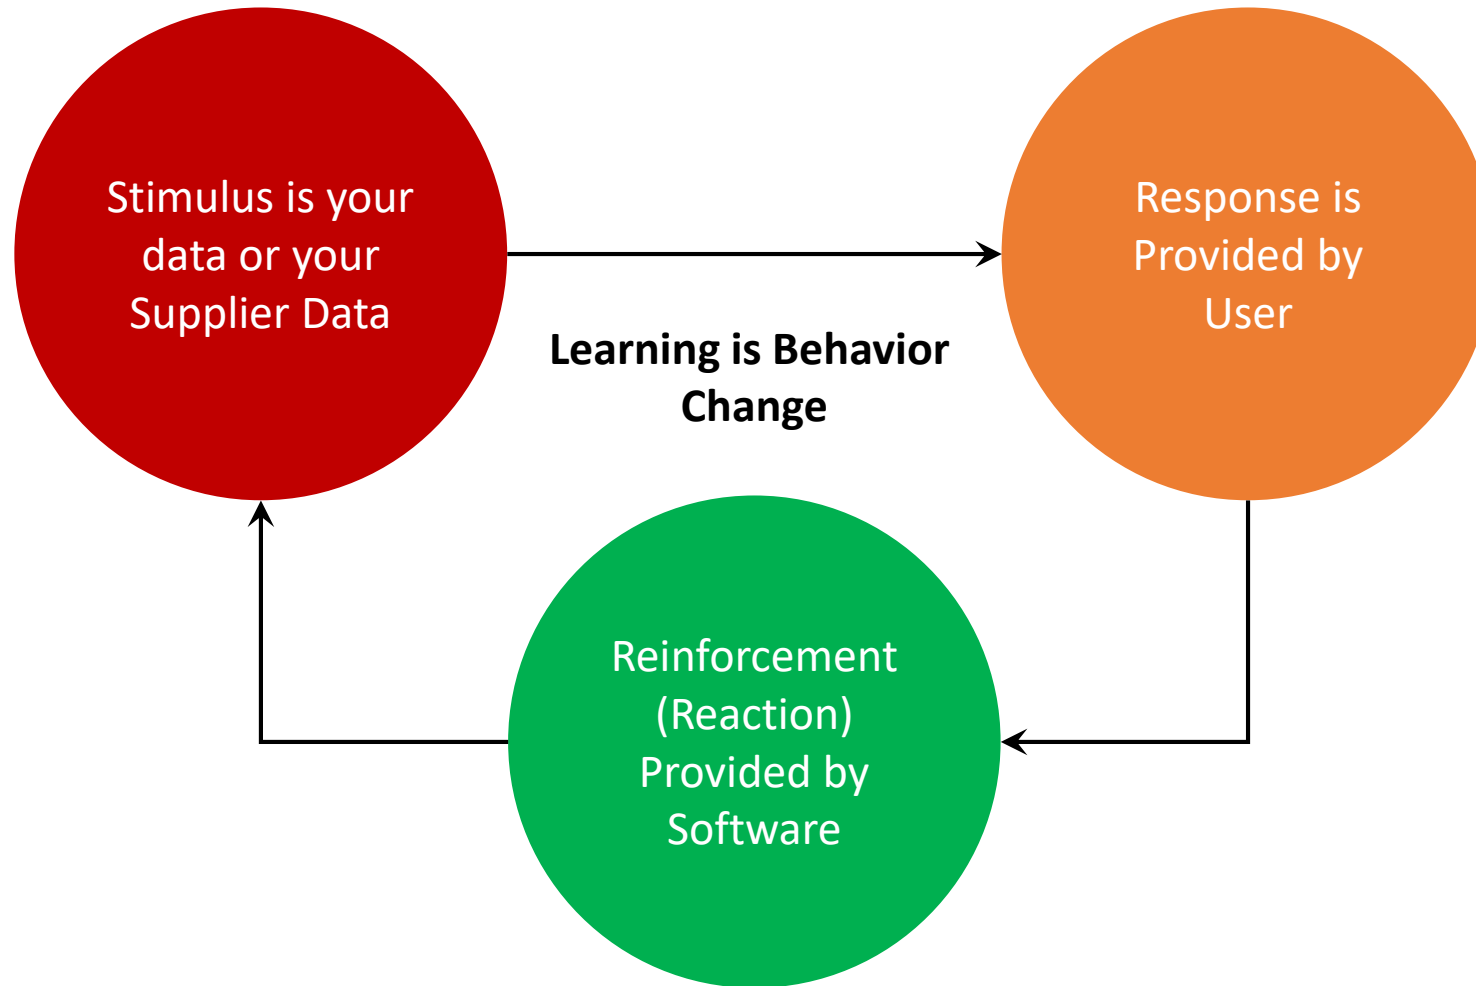 Stimulus is your
data or your
Supplier Data
Response is
Provided by
User
Learning is Behavior
Change
Reinforcement
(Reaction)
Provided by
Software